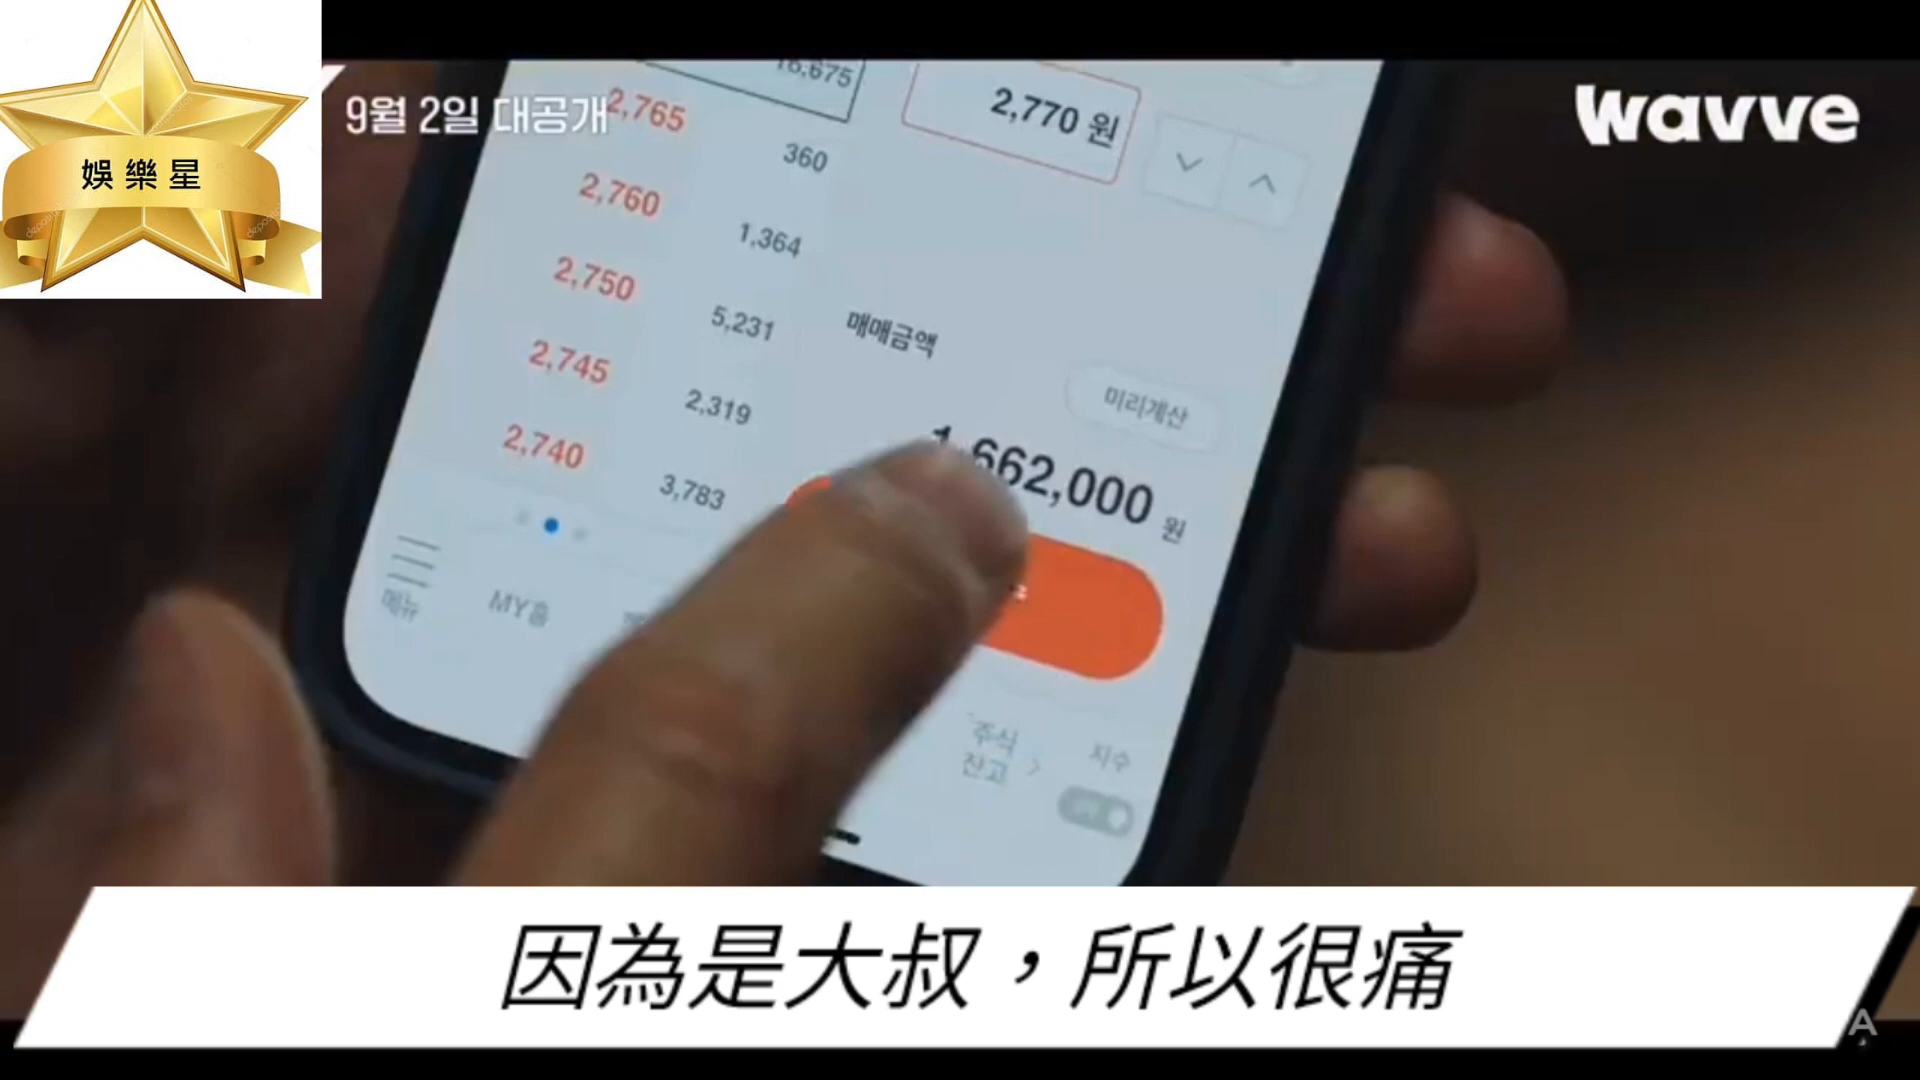 娛樂星
9월 2일 대공개
wavve
16,675
2,770 원
2,765
360
2,760
1,364
2,750
5,231
매매금액
2,745
2,319
미리계산
2,740
3,783
1,662,000 원
메뉴
MY홈
주식
잔고
지수
因為是大叔，所以很痛